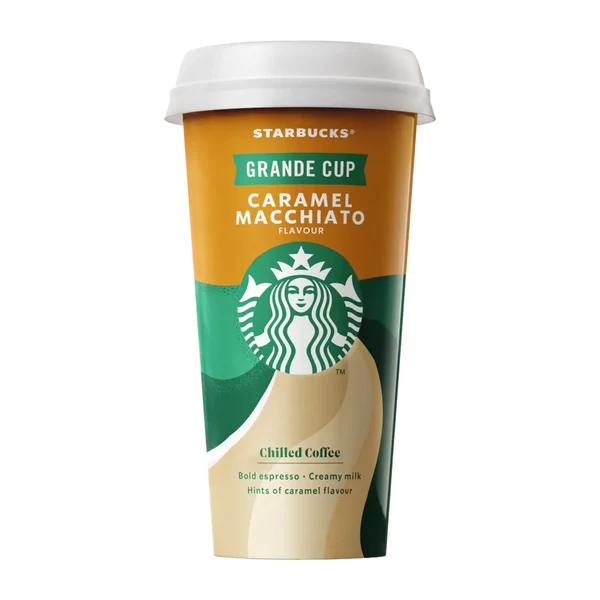 STARBUCKS®
GRANDE CUP
CARAMEL
MACCHIATO
FLAVOUR
TM
Chilled Coffee
Bold espresso · Creamy milk
Hints of caramel flavour